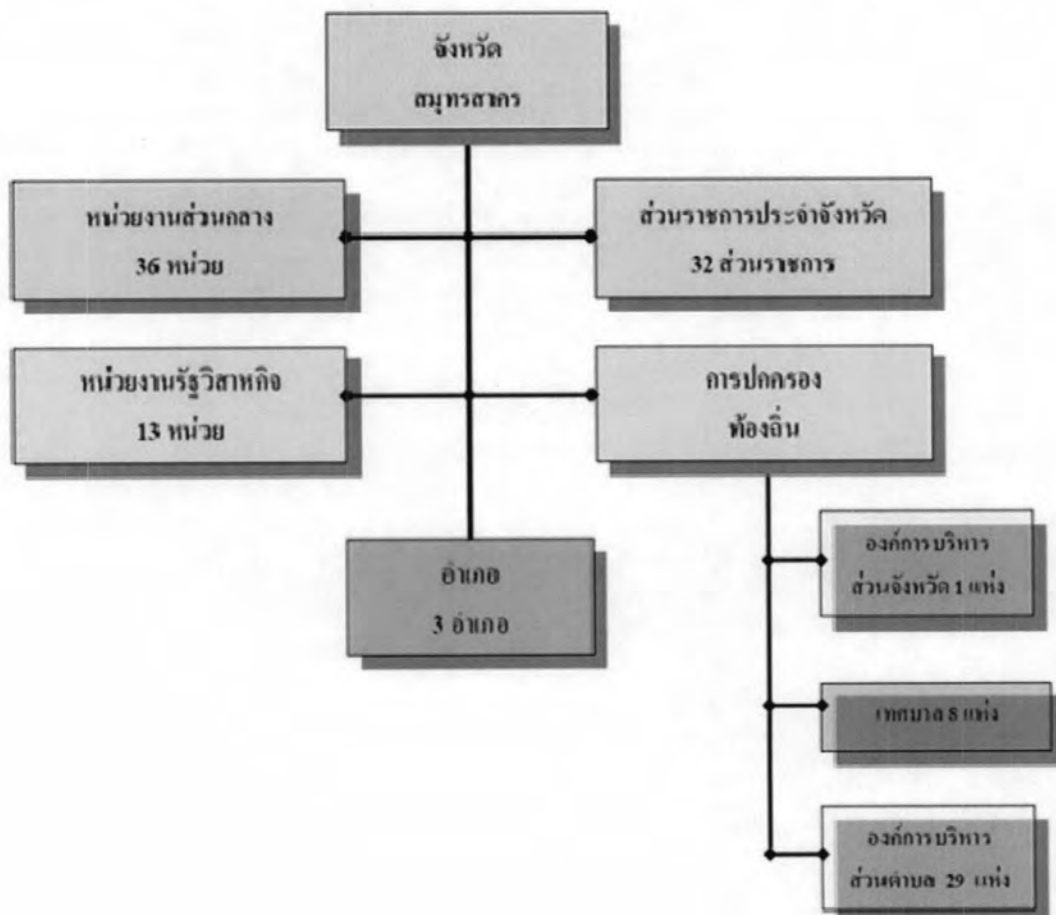 จังหวัด
สมุทรสาคร
หน่วยงานส่วนกลาง
36 หน่วย
ส่วนราชการประจำจังหวัด
32 ส่วนราชการ
หน่วยงานรัฐวิสาหกิจ
13 หน่วย
การปกครอง
ท้องถิ่น
อำเภอ
3 อำเภอ
องค์การบริหาร
ส่วนจังหวัด 1 แห่ง
เทศบาล 8 แห่ง
องค์การบริหาร
ส่วนตำบล 29 แห่ง